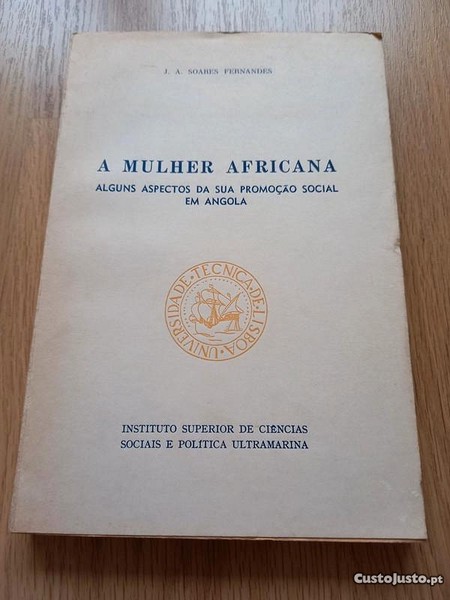 J. A. SOARES FERNANDES
A MULHER AFRICANA
ALGUNS ASPECTOS DA SUA PROMOÇÃO SOCIAL
EM ANGOLA
UNIVERSIDADE • TÉCNICA • DE • LISBOA •
INSTITUTO SUPERIOR DE CIÊNCIAS
SOCIAIS E POLÍTICA ULTRAMARINA
CustoJusto.pt